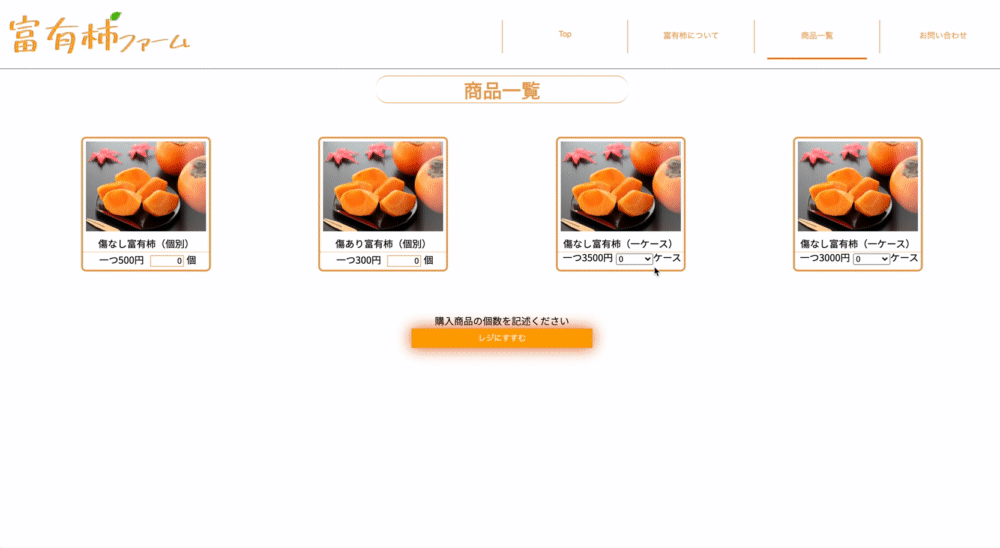 富有柿ファーム
Top
富有柿について
商品一覧
お問い合わせ
商品一覧
傷なし富有柿（個別）
一つ500円 0 個
傷あり富有柿（個別）
一つ300円 0 個
傷なし富有柿（一ケース）
一つ3500円 0 ケース
傷なし富有柿（一ケース）
一つ3000円 0 ケース
購入商品の個数を記述ください
レジにすすむ